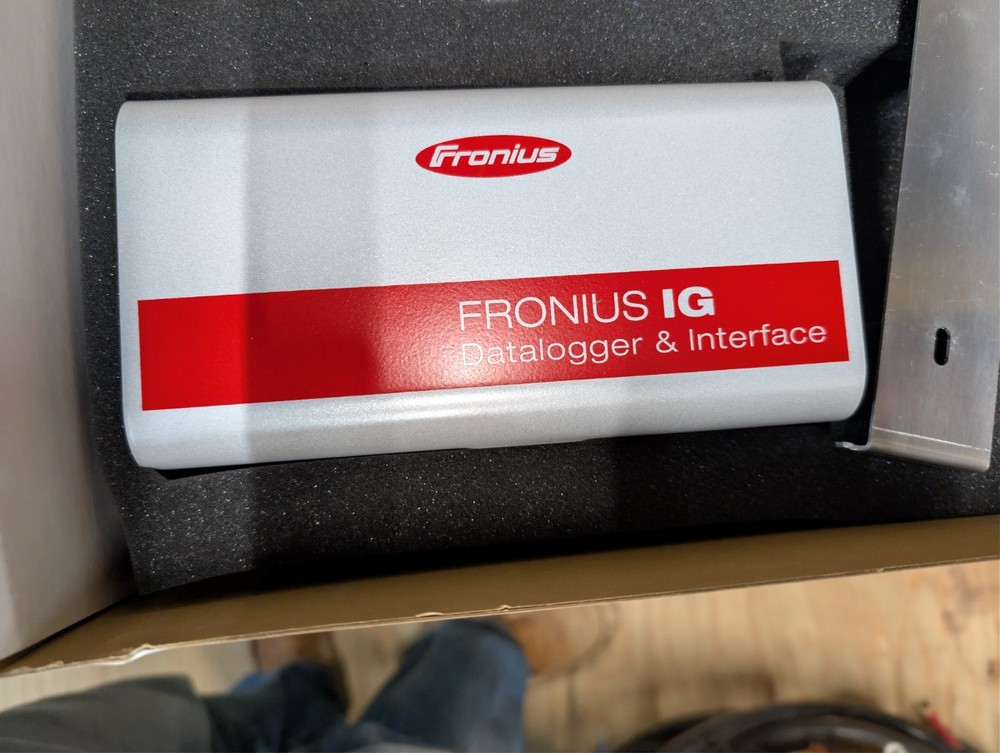 Fronius
FRONIUS IG
Datalogger & Interface